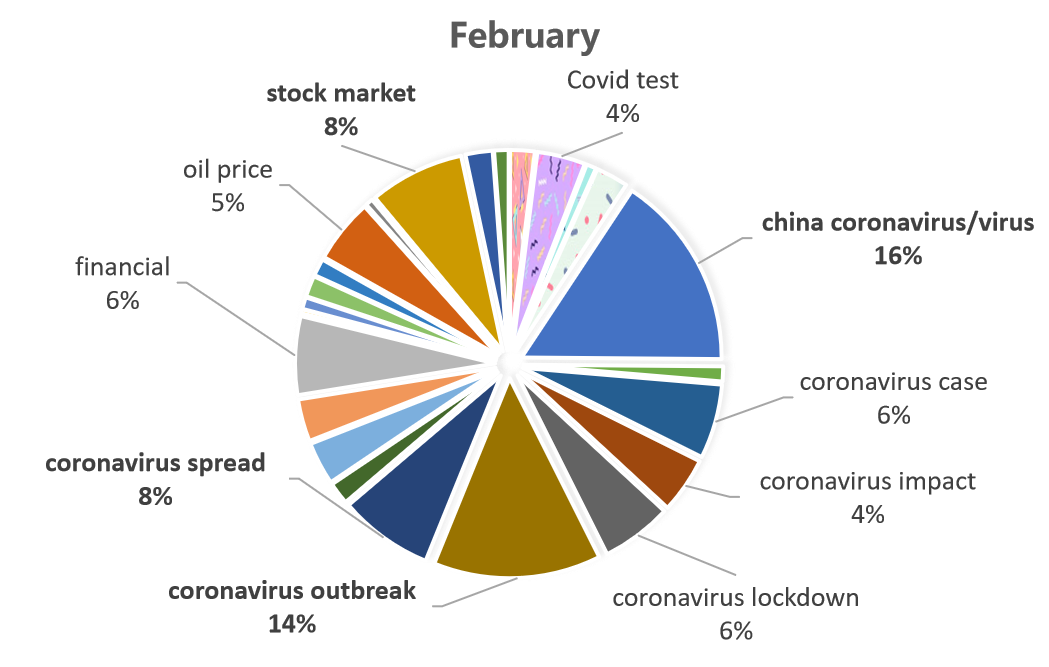 February
Covid test
4%
stock market
8%
oil price
5%
china coronavirus/virus
16%
financial
6%
coronavirus case
6%
coronavirus spread
8%
coronavirus impact
4%
coronavirus outbreak
14%
coronavirus lockdown
6%